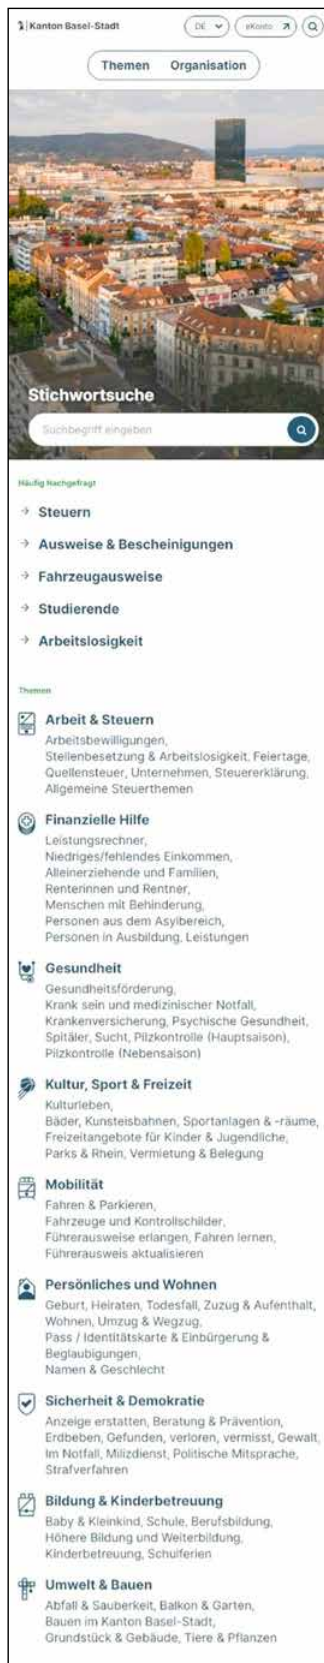 Kanton Basel-Stadt
DE
eKonto
Themen Organisation
Stichwortsuche
Suchbegriff eingeben
Häufig Nachgefragt
Steuern
Ausweise & Bescheinigungen
Fahrzeugausweise
Studierende
Arbeitslosigkeit
Themen
Arbeit & Steuern
Arbeitsbewilligungen,
Stellenbesetzung & Arbeitslosigkeit, Feiertage,
Quellensteuer, Unternehmen, Steuererklärung,
Allgemeine Steuerthemen
Finanzielle Hilfe
Leistungsrechner,
Niedriges/fehlendes Einkommen,
Alleinerziehende und Familien,
Renterinnen und Rentner,
Menschen mit Behinderung,
Personen aus dem Asylbereich,
Personen in Ausbildung, Leistungen
Gesundheit
Gesundheitsförderung,
Krank sein und medizinischer Notfall,
Krankenversicherung, Psychische Gesundheit,
Spitäler, Sucht, Pilzkontrolle (Hauptsaison),
Pilzkontrolle (Nebensaison)
Kultur, Sport & Freizeit
Kulturleben,
Bäder, Kunsteisbahnen, Sportanlagen & -räume,
Freizeitangebote für Kinder & Jugendliche,
Parks & Rhein, Vermietung & Belegung
Mobilität
Fahren & Parkieren,
Fahrzeuge und Kontrollschilder,
Führerausweise erlangen, Fahren lernen,
Führerausweis aktualisieren
Persönliches und Wohnen
Geburt, Heiraten, Todesfall, Zuzug & Aufenthalt,
Wohnen, Umzug & Wegzug,
Pass / Identitätskarte & Einbürgerung &
Beglaubigungen,
Namen & Geschlecht
Sicherheit & Demokratie
Anzeige erstatten, Beratung & Prävention,
Erdbeben, Gefunden, verloren, vermisst, Gewalt,
Im Notfall, Milizdienst, Politische Mitsprache,
Strafverfahren
Bildung & Kinderbetreuung
Baby & Kleinkind, Schule, Berufsbildung,
Höhere Bildung und Weiterbildung,
Kinderbetreuung, Schulferien
Umwelt & Bauen
Abfall & Sauberkeit, Balkon & Garten,
Bauen im Kanton Basel-Stadt,
Grundstück & Gebäude, Tiere & Pflanzen